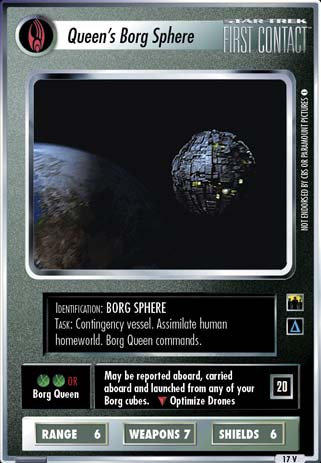 Queen's Borg Sphere
STAR TREK
FIRST CONTACT
NOT ENDORSED BY CBS OR PARAMOUNT PICTURES
IDENTIFICATION: BORG SPHERE
TASK: Contingency vessel. Assimilate human
homeworld. Borg Queen commands.
OR
Borg Queen
May be reported aboard, carried
aboard and launched from any of your
Borg cubes. Optimize Drones
20
RANGE 6
WEAPONS 7
SHIELDS 6
17 V